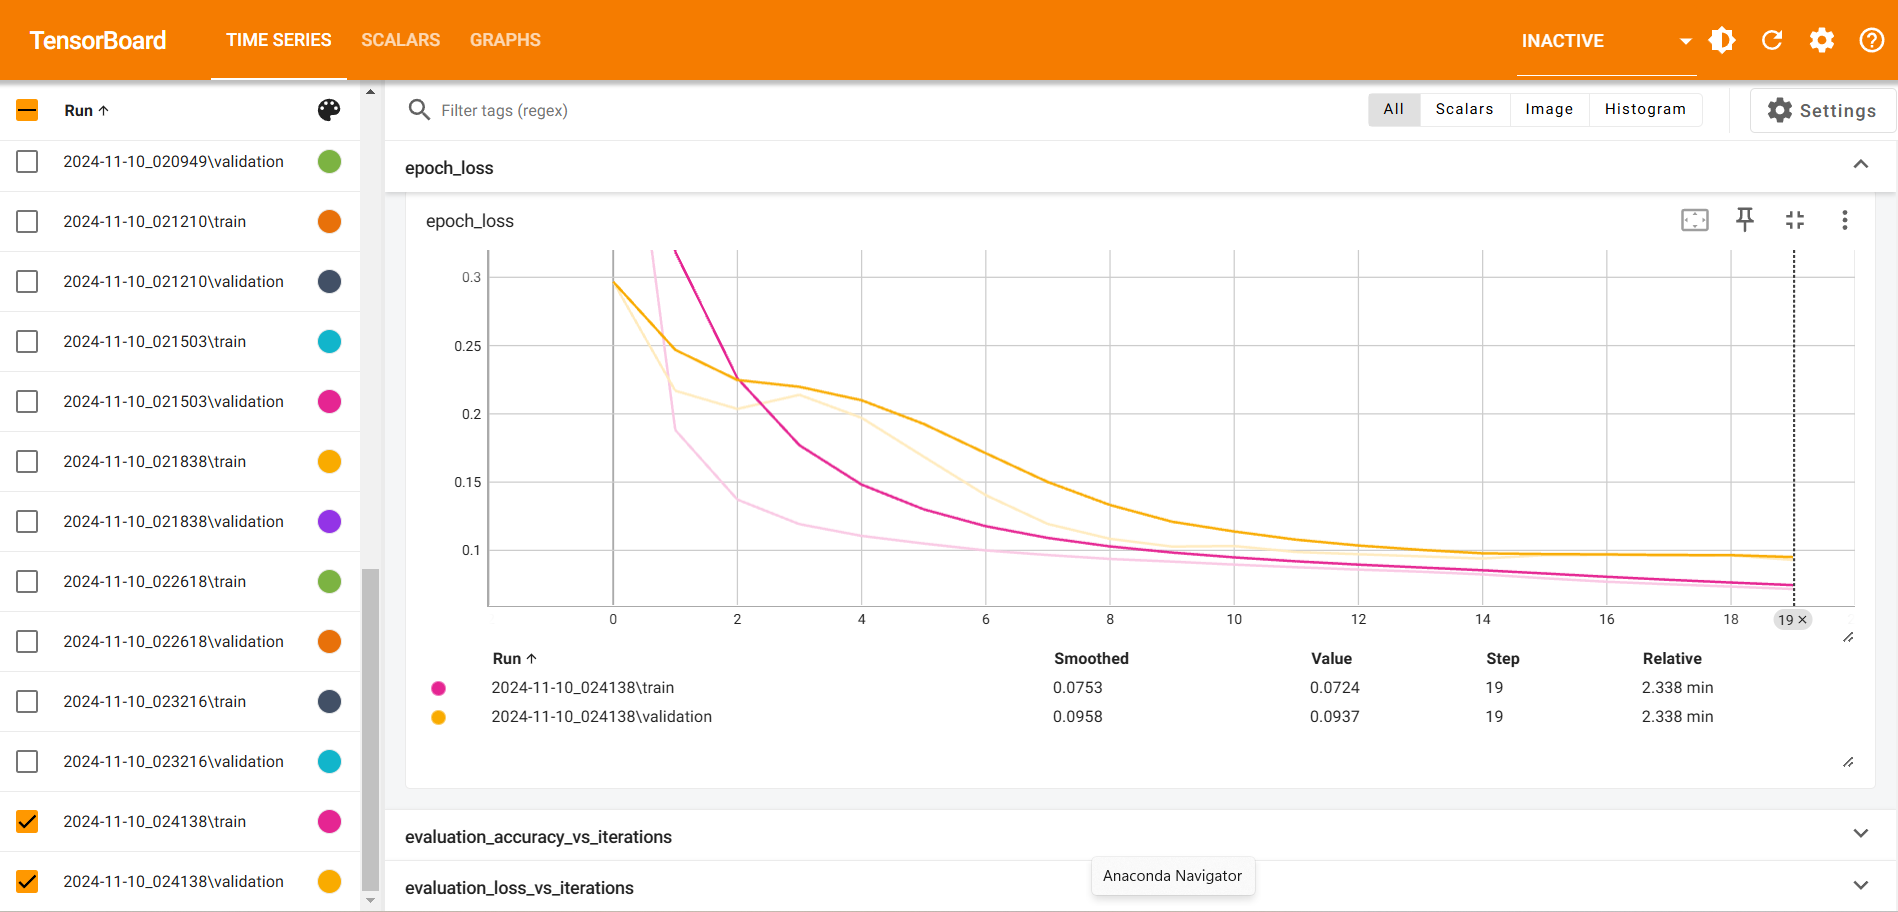 TensorBoard
TIME SERIES
SCALARS
GRAPHS
INACTIVE
Run
2024-11-10_020949\validation
2024-11-10_021210\train
2024-11-10_021210\validation
2024-11-10_021503\train
2024-11-10_021503\validation
2024-11-10_021838\train
2024-11-10_021838\validation
2024-11-10_022618\train
2024-11-10_022618\validation
2024-11-10_023216\train
2024-11-10_023216\validation
2024-11-10_024138\train
2024-11-10_024138\validation
Filter tags (regex)
All
Scalars
Image
Histogram
Settings
epoch_loss
epoch_loss
0.3
0.25
0.2
0.15
0.1
0 2 4 6 8 10 12 14 16 18 19
Run Smoothed Value Step Relative
2024-11-10_024138\train 0.0753 0.0724 19 2.338 min
2024-11-10_024138\validation 0.0958 0.0937 19 2.338 min
evaluation_accuracy_vs_iterations
evaluation_loss_vs_iterations
Anaconda Navigator